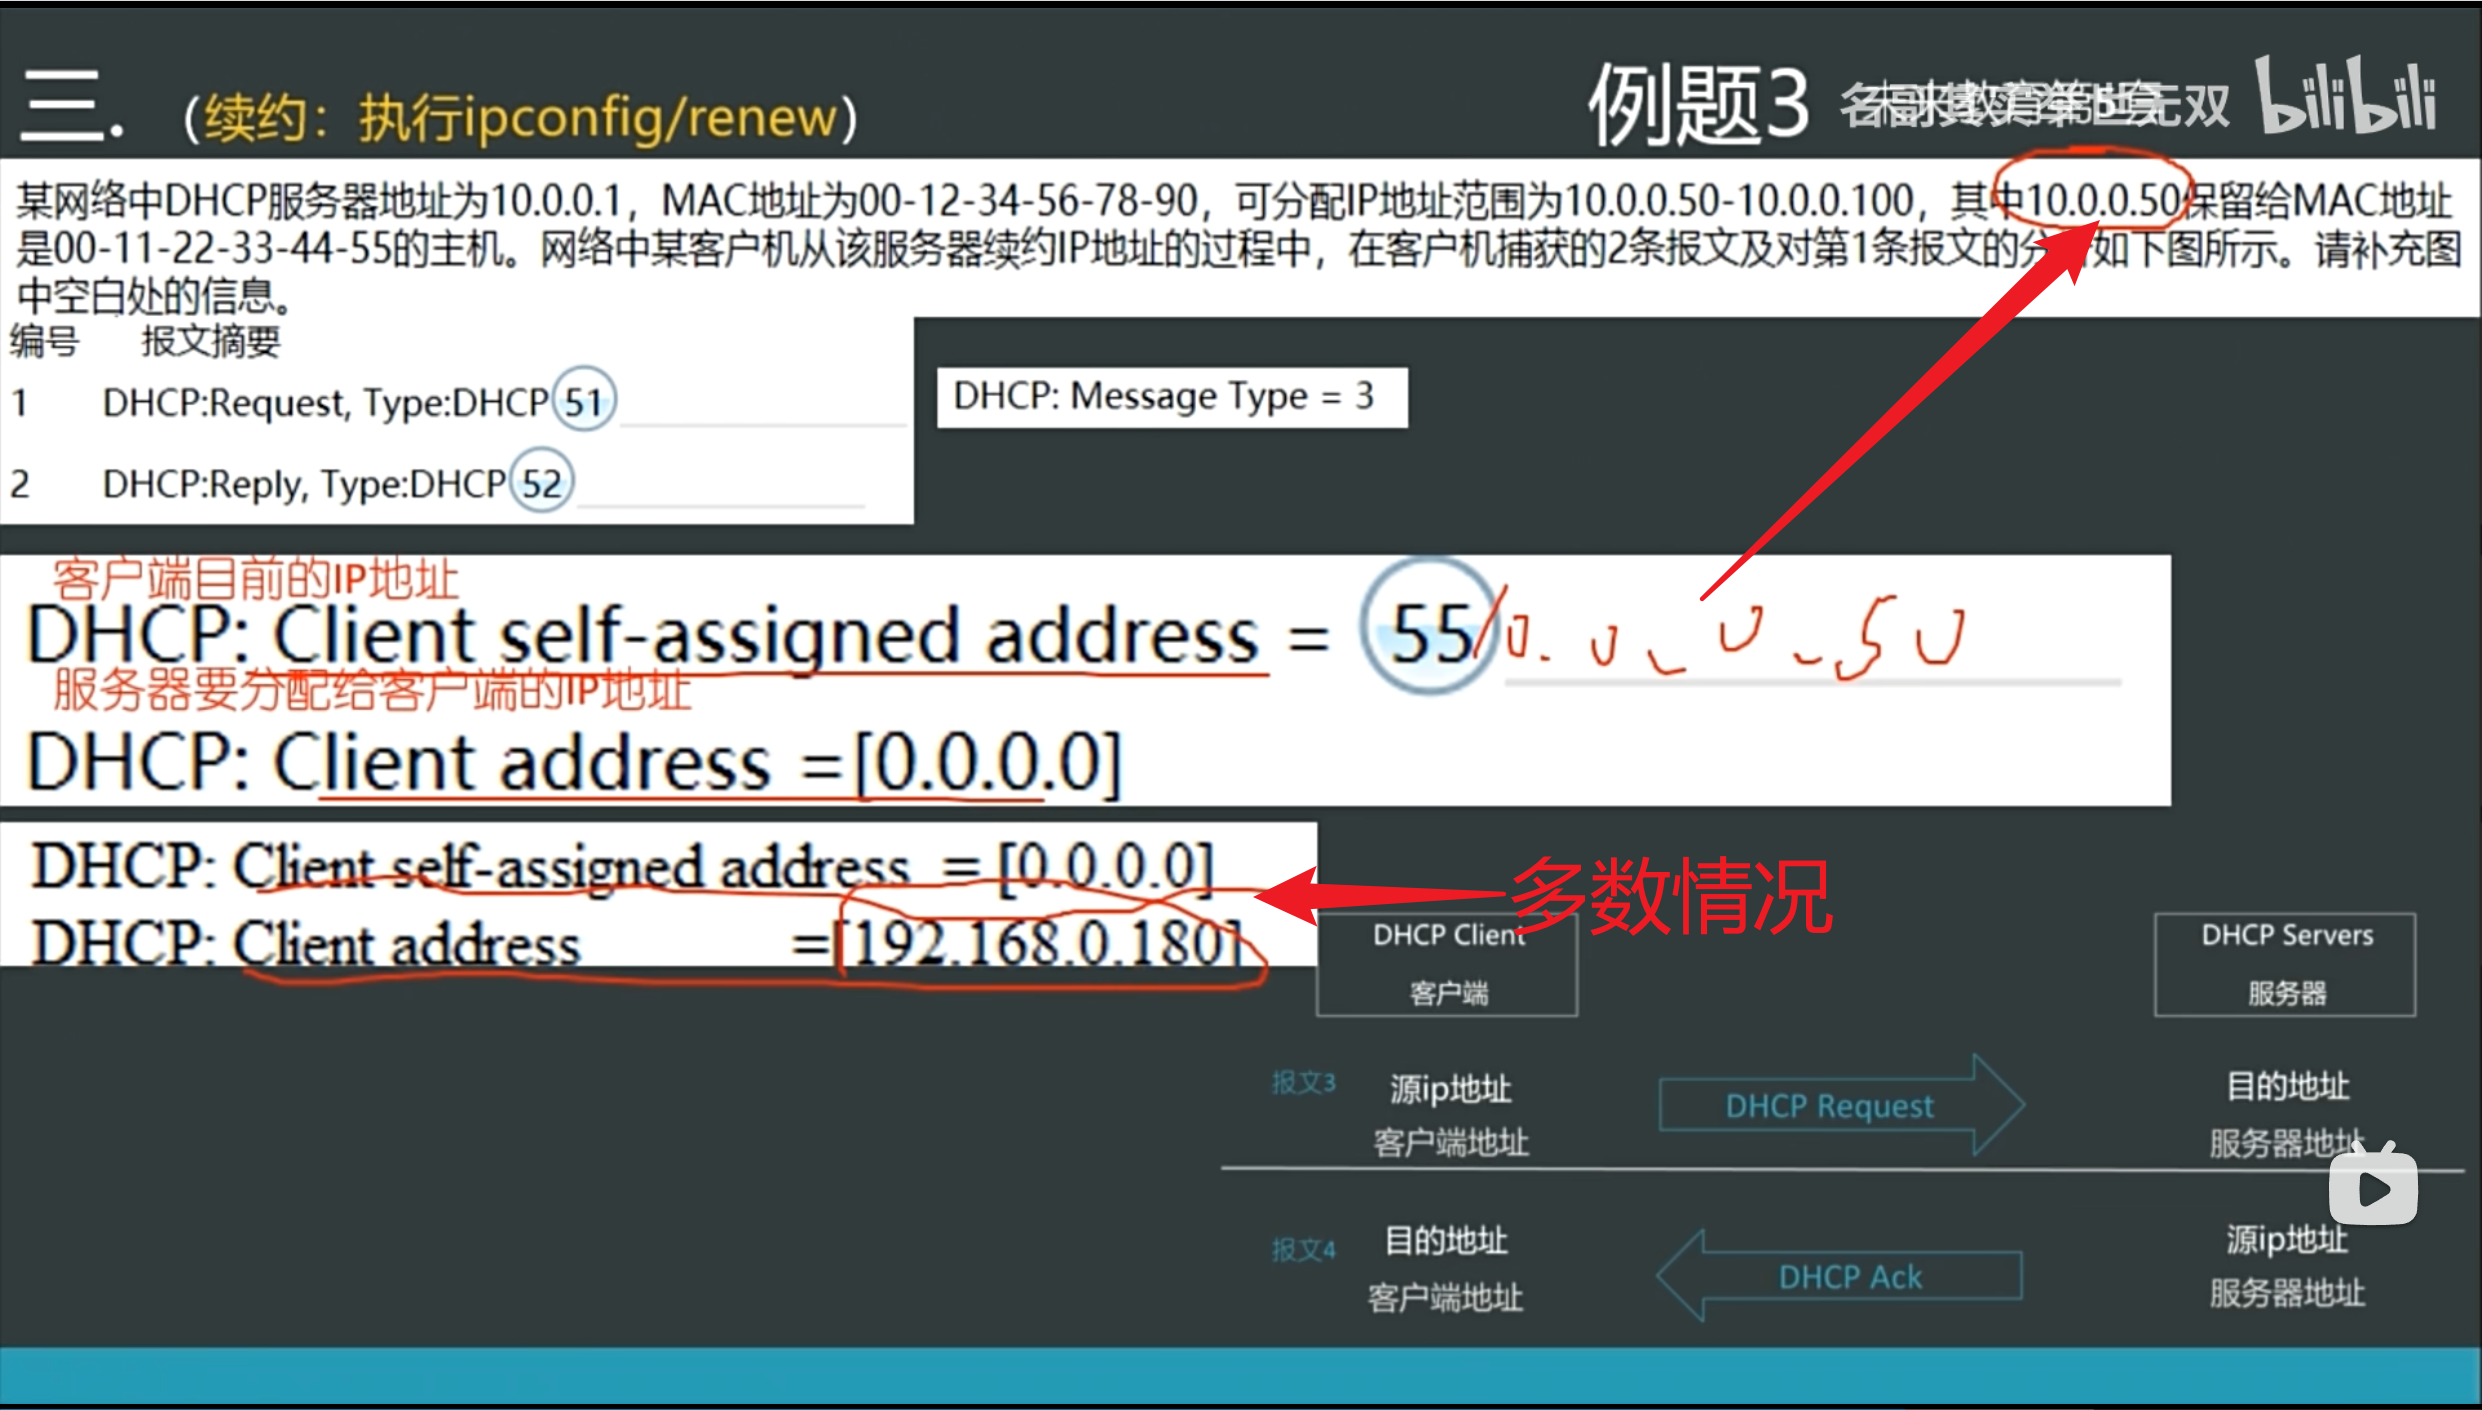 三.
(续约：执行ipconfig/renew)
例题3
bilibili
某网络中DHCP服务器地址为10.0.0.1，MAC地址为00-12-34-56-78-90，可分配IP地址范围为10.0.0.50-10.0.0.100，其中10.0.0.50保留给MAC地址
是00-11-22-33-44-55的主机。网络中某客户机从该服务器续约IP地址的过程中，在客户机捕获的2条报文及对第1条报文的分 如下图所示。请补充图
中空白处的信息。
编号 报文摘要
1 DHCP:Request, Type:DHCP 51
DHCP: Message Type = 3
2 DHCP:Reply, Type:DHCP 52
客户端目前的IP地址
DHCP: Client self-assigned address = 55 10.0.0.50
服务器要分配给客户端的IP地址
DHCP: Client address =[0.0.0.0]
DHCP: Client self-assigned address = [0.0.0.0]
多数情况
DHCP: Client address =[192.168.0.180]
DHCP Client
客户端
DHCP Servers
服务器
报文3
源ip地址
客户端地址
DHCP Request
目的地址
服务器地址
报文4
目的地址
客户端地址
DHCP Ack
源ip地址
服务器地址